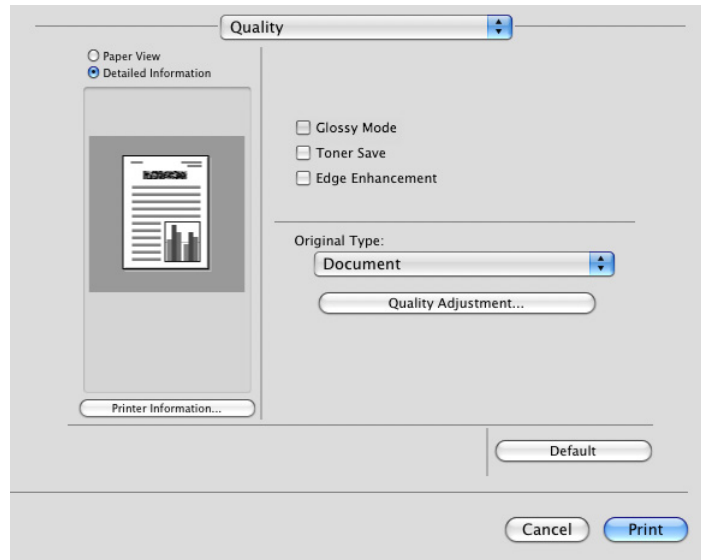 Quality
Paper View
Detailed Information
Glossy Mode
Toner Save
Edge Enhancement
Original Type:
Document
Quality Adjustment...
Printer Information...
Default
Cancel
Print